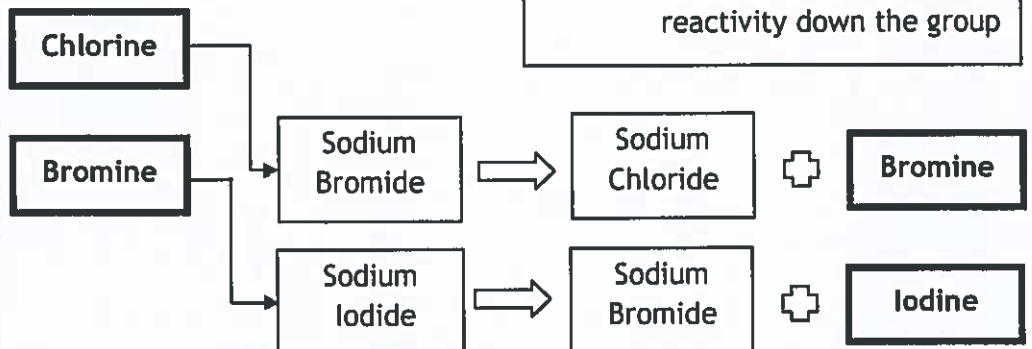 reactivity down the group
Chlorine
Bromine
Sodium
Bromide
Sodium
Chloride
Bromine
Sodium
Iodide
Sodium
Bromide
Iodine